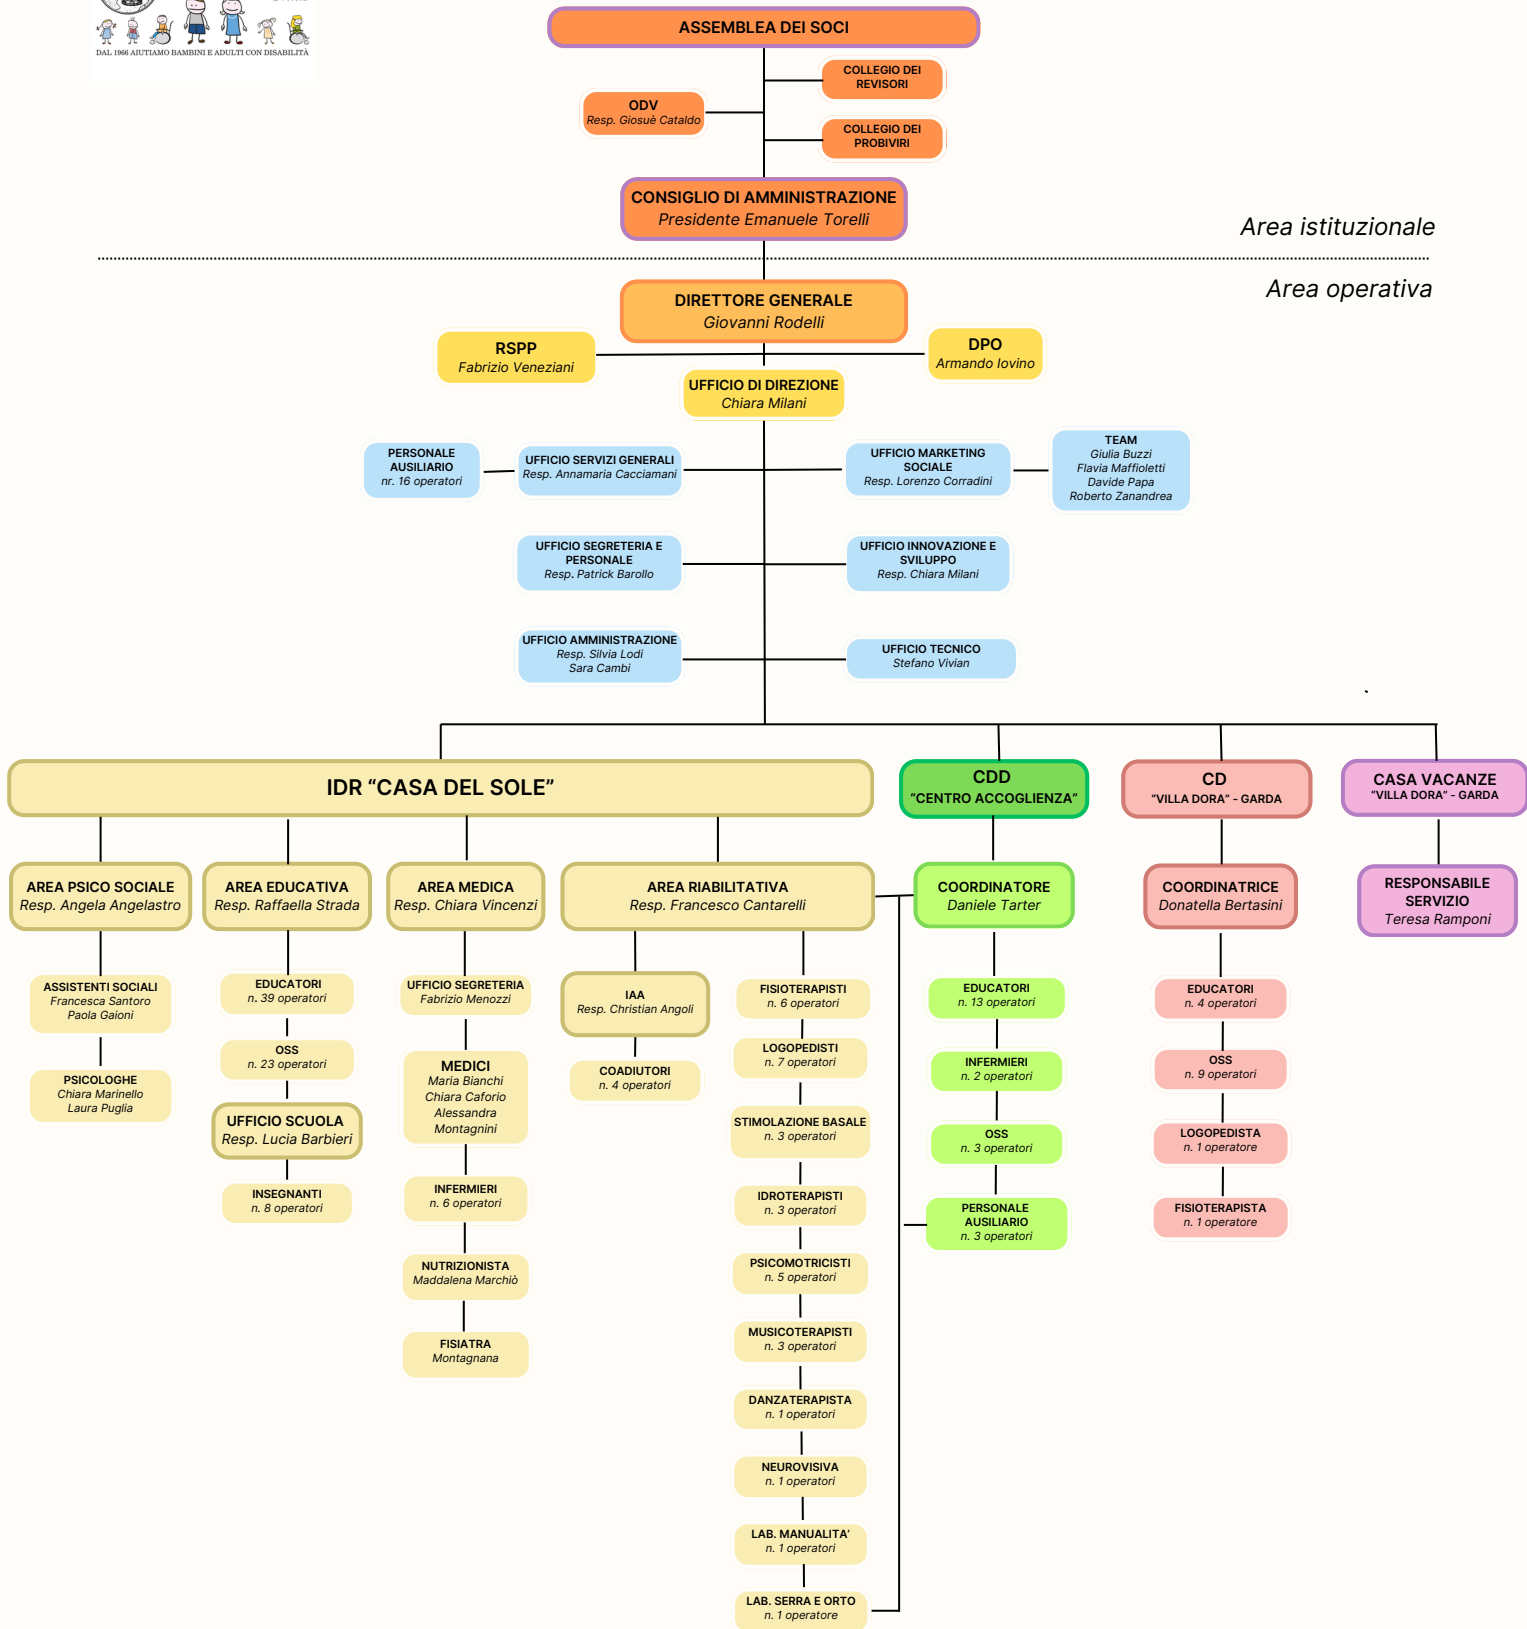 DAL 1966 AIUTIAMO BAMBINI E ADULTI CON DISABILITÀ
ASSEMBLEA DEI SOCI
COLLEGIO DEI
REVISORI
ODV
Resp. Giosuè Cataldo
COLLEGIO DEI
PROBIVIRI
CONSIGLIO DI AMMINISTRAZIONE
Presidente Emanuele Torelli
Area istituzionale
Area operativa
DIRETTORE GENERALE
Giovanni Rodelli
RSPP
Fabrizio Veneziani
DPO
Armando Iovino
UFFICIO DI DIREZIONE
Chiara Milani
PERSONALE
AUSILIARIO
nr. 16 operatori
UFFICIO SERVIZI GENERALI
Resp. Annamaria Cacciamani
UFFICIO MARKETING
SOCIALE
Resp. Lorenzo Corradini
TEAM
Giulia Buzzi
Flavia Maffioletti
Davide Papa
Roberto Zanandrea
UFFICIO SEGRETERIA E
PERSONALE
Resp. Patrick Barollo
UFFICIO INNOVAZIONE E
SVILUPPO
Resp. Chiara Milani
UFFICIO AMMINISTRAZIONE
Resp. Silvia Lodi
Sara Cambi
UFFICIO TECNICO
Stefano Vivian
IDR “CASA DEL SOLE”
CDD
“CENTRO ACCOGLIENZA”
CD
“VILLA DORA” - GARDA
CASA VACANZE
“VILLA DORA” - GARDA
AREA PSICO SOCIALE
Resp. Angela Angelastro
AREA EDUCATIVA
Resp. Raffaella Strada
AREA MEDICA
Resp. Chiara Vincenzi
AREA RIABILITATIVA
Resp. Francesco Cantarelli
COORDINATORE
Daniele Tarter
COORDINATRICE
Donatella Bertasini
RESPONSABILE
SERVIZIO
Teresa Ramponi
ASSISTENTI SOCIALI
Francesca Santoro
Paola Gaioni
PSICOLOGHE
Chiara Marinello
Laura Puglia
EDUCATORI
n. 39 operatori
OSS
n. 23 operatori
UFFICIO SCUOLA
Resp. Lucia Barbieri
INSEGNANTI
n. 8 operatori
UFFICIO SEGRETERIA
Fabrizio Menozzi
MEDICI
Maria Bianchi
Chiara Caforio
Alessandra
Montagnini
INFERMIERI
n. 6 operatori
NUTRIZIONISTA
Maddalena Marchiò
FISIATRA
Montagnana
IAA
Resp. Christian Angoli
COADIUTORI
n. 4 operatori
FISIOTERAPISTI
n. 6 operatori
LOGOPEDISTI
n. 7 operatori
STIMOLAZIONE BASALE
n. 3 operatori
IDROTERAPISTI
n. 3 operatori
PSICOMOTRICISTI
n. 5 operatori
MUSICOTERAPISTI
n. 3 operatori
DANZATERAPISTA
n. 1 operatori
NEUROVISIVA
n. 1 operatori
LAB. MANUALITA’
n. 1 operatori
LAB. SERRA E ORTO
n. 1 operatore
EDUCATORI
n. 13 operatori
INFERMIERI
n. 2 operatori
OSS
n. 3 operatori
PERSONALE
AUSILIARIO
n. 3 operatori
EDUCATORI
n. 4 operatori
OSS
n. 9 operatori
LOGOPEDISTA
n. 1 operatore
FISIOTERAPISTA
n. 1 operatore